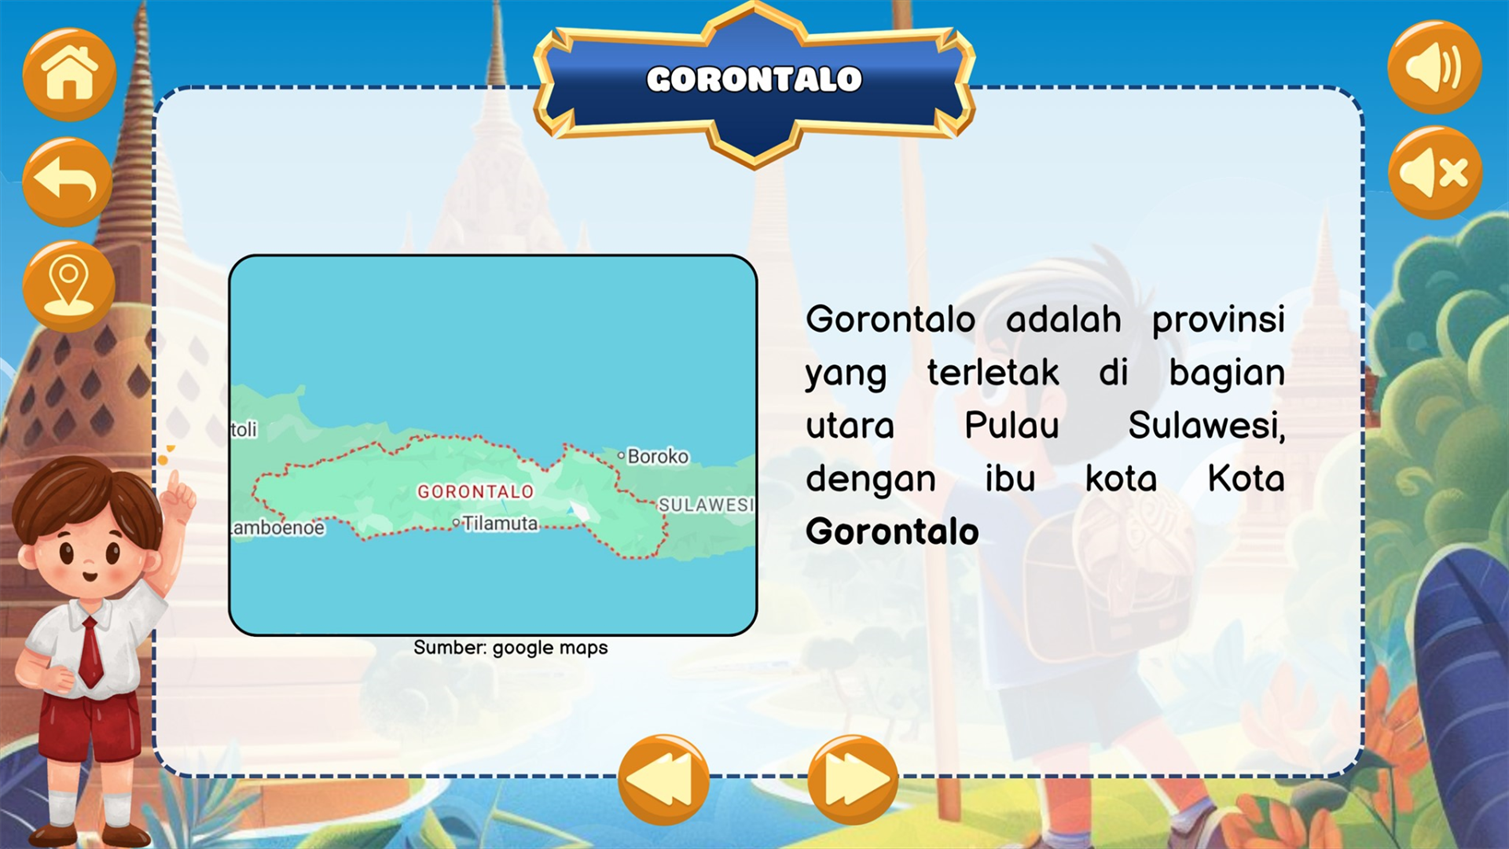 GORONTALO
toli
Boroko
GORONTALO
SULAWESI
Tilamuta
amboenoe
Sumber: google maps
Gorontalo adalah provinsi
yang terletak di bagian
utara Pulau Sulawesi,
dengan ibu kota Kota
Gorontalo